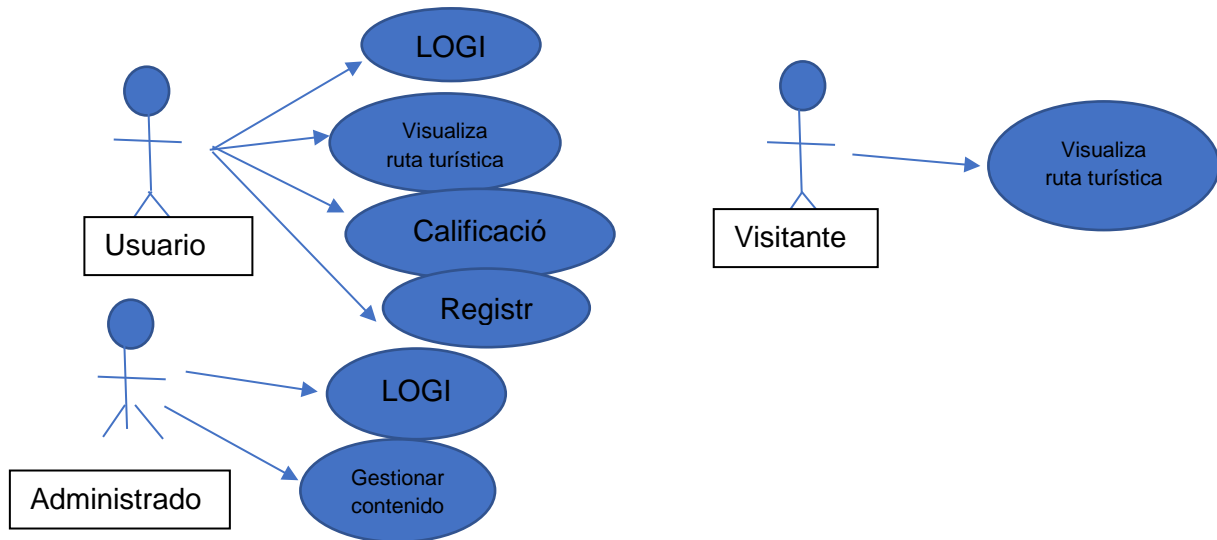 LOGI
Visualiza
ruta turística
Calificació
Registr
Usuario
LOGI
Gestionar
contenido
Administrado
Visualiza
ruta turística
Visitante